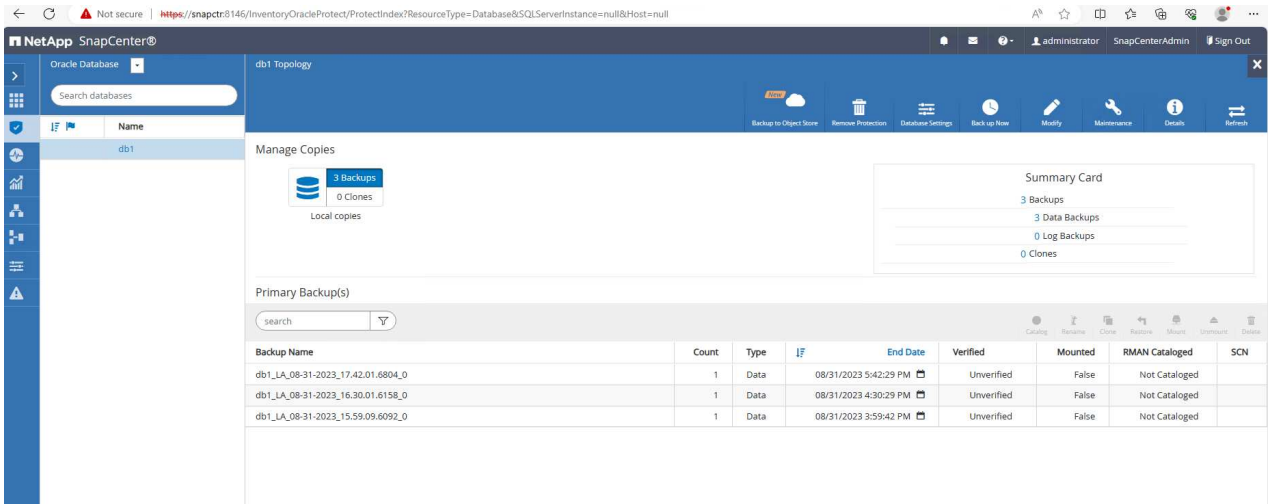 Not secure https://snapctr:8146/InventoryOracleProtect/ProtectIndex?ResourceType=Database&SQLServerInstance=null&Host=null
NetApp SnapCenter® administrator SnapCenterAdmin Sign Out
Oracle Database db1 Topology
Search databases
New
Backup to Object Store Remove Protection Database Settings Back up Now Modify Maintenance Details Refresh
Name
db1
Manage Copies
3 Backups
0 Clones
Local copies
Summary Card
3 Backups
3 Data Backups
0 Log Backups
0 Clones
Primary Backup(s)
search
Catalog Rename Clone Restore Mount Unmount Delete
Backup Name Count Type End Date Verified Mounted RMAN Cataloged SCN
db1_LA_08-31-2023_17.42.01.6804_0 1 Data 08/31/2023 5:42:29 PM Unverified False Not Cataloged
db1_LA_08-31-2023_16.30.01.6158_0 1 Data 08/31/2023 4:30:29 PM Unverified False Not Cataloged
db1_LA_08-31-2023_15.59.09.6092_0 1 Data 08/31/2023 3:59:42 PM Unverified False Not Cataloged